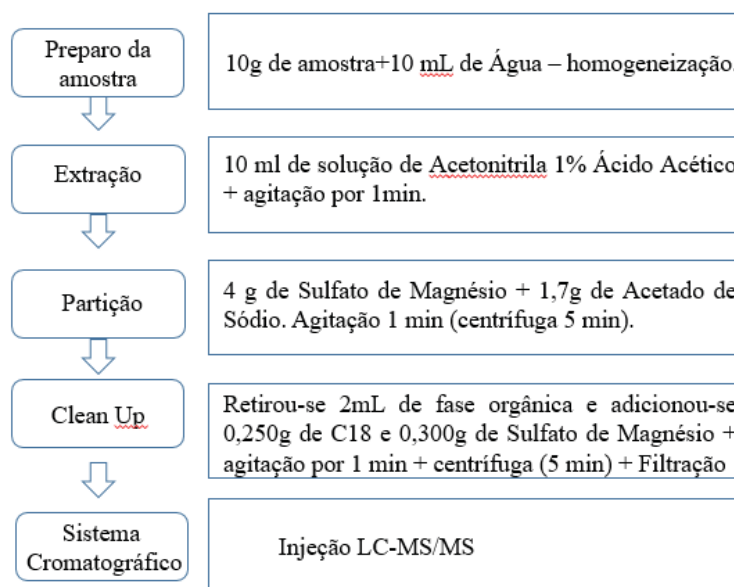 Preparo da
amostra
10g de amostra+10 mL de Água – homogeneização.
Extração
10 ml de solução de Acetonitrila 1% Ácido Acético
+ agitação por 1min.
Partição
4 g de Sulfato de Magnésio + 1,7g de Acetado de
Sódio. Agitação 1 min (centrífuga 5 min).
Clean Up
Retirou-se 2mL de fase orgânica e adicionou-se
0,250g de C18 e 0,300g de Sulfato de Magnésio +
agitação por 1 min + centrífuga (5 min) + Filtração
Sistema
Cromatográfico
Injeção LC-MS/MS